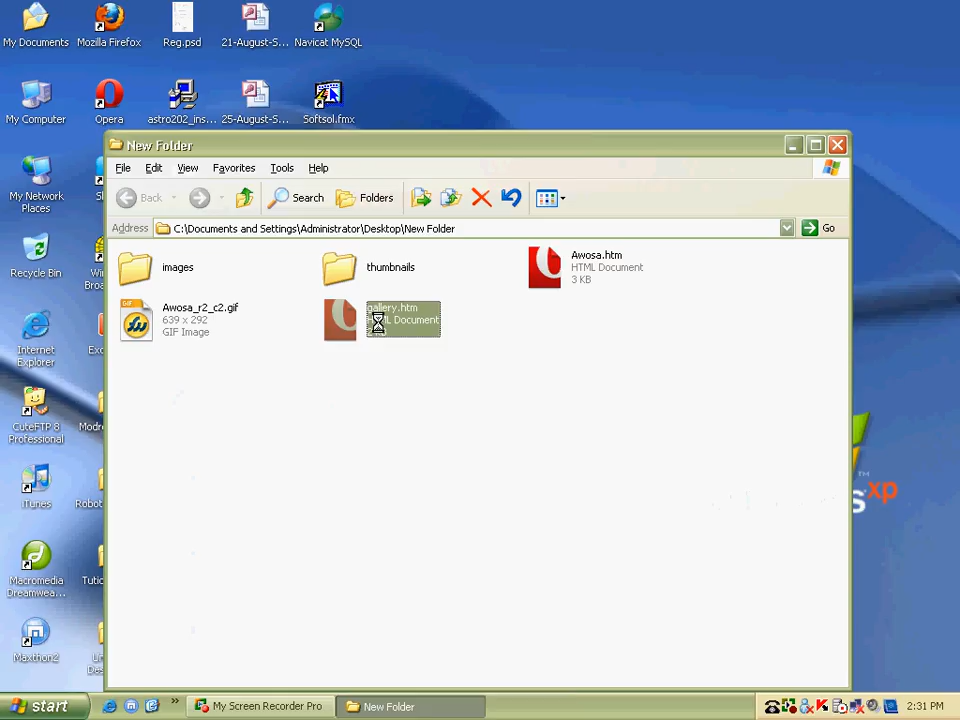 My Documents
Mozilla Firefox
Reg.psd
21-August-S...
Navicat MySQL
My Computer
Opera
astro202_ins...
25-August-S...
Softsol.fmx
New Folder
File Edit View Favorites Tools Help
Back Search Folders
Address C:\Documents and Settings\Administrator\Desktop\New Folder Go
My Network
Places
Recycle Bin
Internet
Explorer
CuteFTP 8
Professional
iTunes
Macromedia
Dreamwea...
Maxthon2
images
thumbnails
Awosa.htm
HTML Document
3 KB
GIF
Awosa_r2_c2.gif
639 x 292
GIF Image
gallery.htm
HTML Document
xp
start
My Screen Recorder Pro
New Folder
2:31 PM